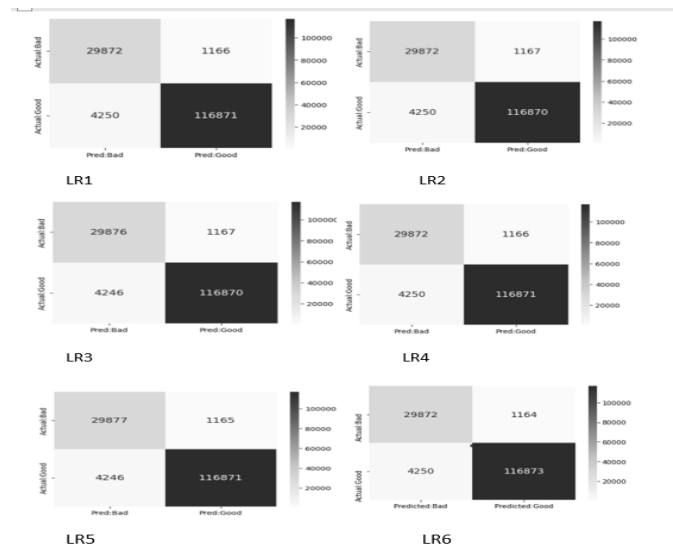 Actual:Bad 29872 1166
Actual:Good 4250 116871
Pred:Bad Pred:Good
100000
80000
60000
40000
20000
LR1
Actual:Bad 29872 1167
Actual:Good 4250 116870
Pred:Bad Pred:Good
100000
80000
60000
40000
20000
LR2
Actual:Bad 29876 1167
Actual:Good 4246 116870
Pred:Bad Pred:Good
100000
80000
60000
40000
20000
LR3
Actual:Bad 29872 1166
Actual:Good 4250 116871
Pred:Bad Pred:Good
100000
80000
60000
40000
20000
LR4
Actual:Bad 29877 1165
Actual:Good 4246 116871
Pred:Bad Pred:Good
100000
80000
60000
40000
20000
LR5
Actual:Bad 29872 1164
Actual:Good 4250 116873
Predicted:Bad Predicted:Good
100000
80000
60000
40000
20000
LR6